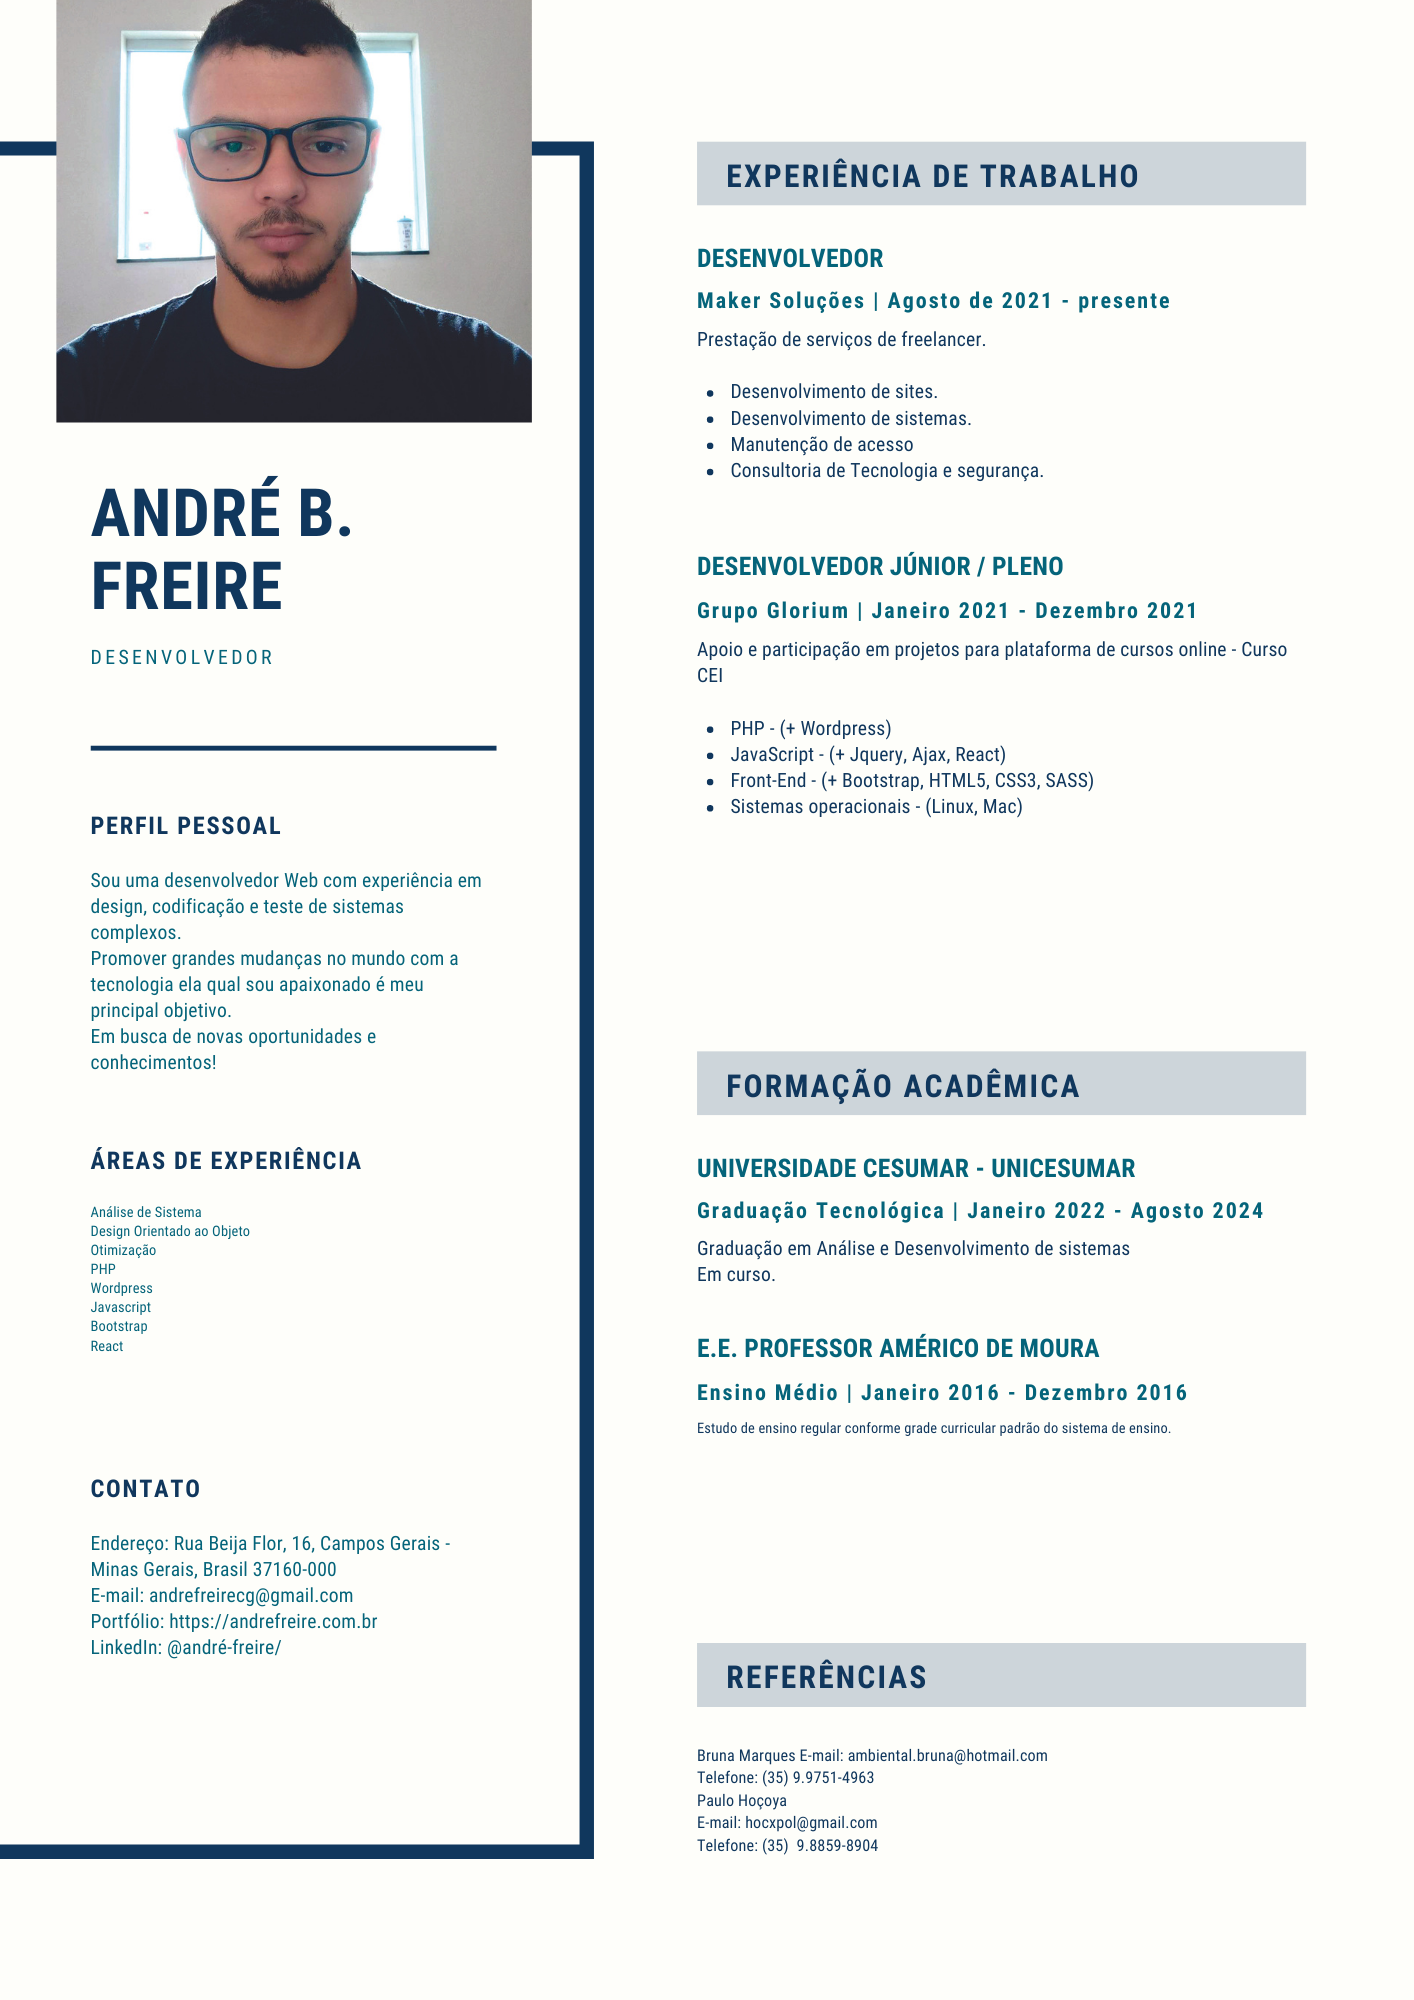 ANDRÉ B.
FREIRE
DESENVOLVEDOR
PERFIL PESSOAL
Sou uma desenvolvedor Web com experiência em
design, codificação e teste de sistemas
complexos.
Promover grandes mudanças no mundo com a
tecnologia ela qual sou apaixonado é meu
principal objetivo.
Em busca de novas oportunidades e
conhecimentos!
ÁREAS DE EXPERIÊNCIA
Análise de Sistema
Design Orientado ao Objeto
Otimização
PHP
Wordpress
Javascript
Bootstrap
React
CONTATO
Endereço: Rua Beija Flor, 16, Campos Gerais -
Minas Gerais, Brasil 37160-000
E-mail: andrefreirecg@gmail.com
Portfólio: https://andrefreire.com.br
LinkedIn: @andré-freire/
EXPERIÊNCIA DE TRABALHO
DESENVOLVEDOR
Maker Soluções | Agosto de 2021 - presente
Prestação de serviços de freelancer.
• Desenvolvimento de sites.
• Desenvolvimento de sistemas.
• Manutenção de acesso
• Consultoria de Tecnologia e segurança.
DESENVOLVEDOR JÚNIOR / PLENO
Grupo Glorium | Janeiro 2021 - Dezembro 2021
Apoio e participação em projetos para plataforma de cursos online - Curso
CEI
• PHP - (+ Wordpress)
• JavaScript - (+ Jquery, Ajax, React)
• Front-End - (+ Bootstrap, HTML5, CSS3, SASS)
• Sistemas operacionais - (Linux, Mac)
FORMAÇÃO ACADÊMICA
UNIVERSIDADE CESUMAR - UNICESUMAR
Graduação Tecnológica | Janeiro 2022 - Agosto 2024
Graduação em Análise e Desenvolvimento de sistemas
Em curso.
E.E. PROFESSOR AMÉRICO DE MOURA
Ensino Médio | Janeiro 2016 - Dezembro 2016
Estudo de ensino regular conforme grade curricular padrão do sistema de ensino.
REFERÊNCIAS
Bruna Marques E-mail: ambiental.bruna@hotmail.com
Telefone: (35) 9.9751-4963
Paulo Hoçoya
E-mail: hocxpol@gmail.com
Telefone: (35)  9.8859-8904